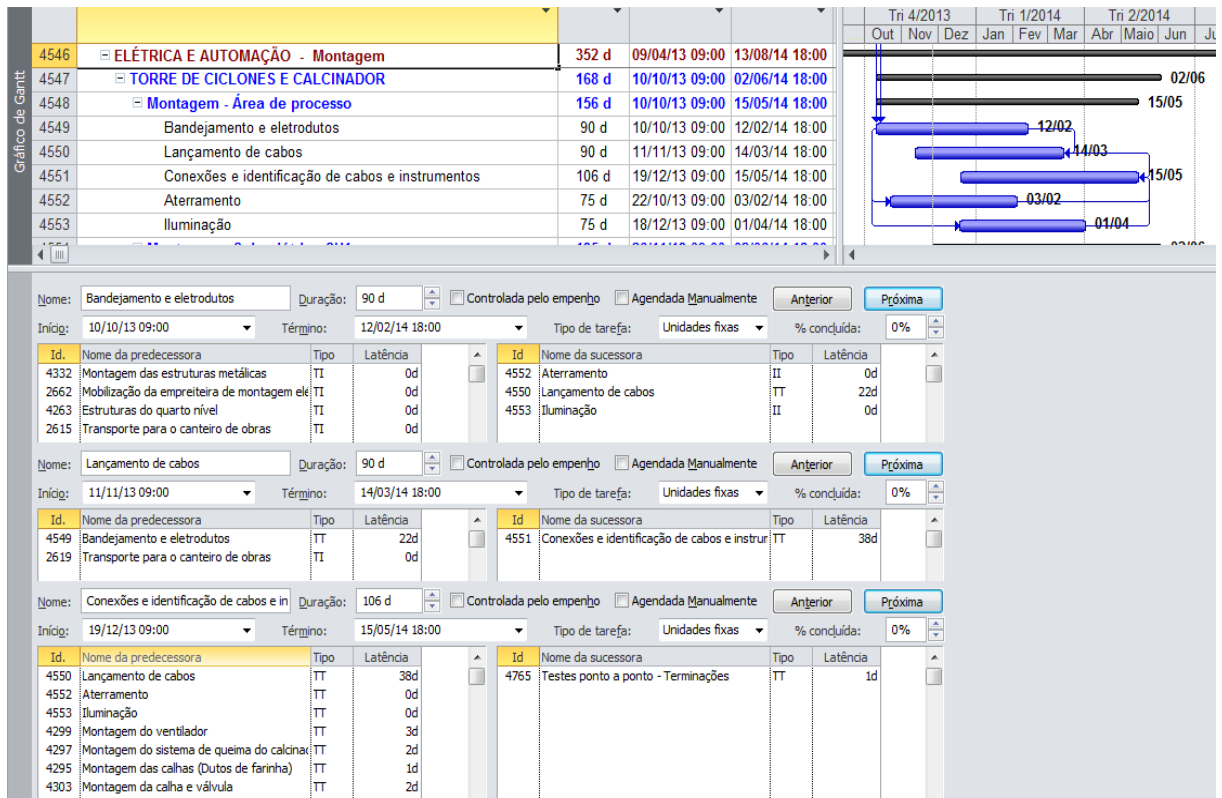 Tri 4/2013 Tri 1/2014 Tri 2/2014
Out Nov Dez Jan Fev Mar Abr Maio Jun
Gráfico de Gantt
4546 ELÉTRICA E AUTOMAÇÃO - Montagem 352 d 09/04/13 09:00 13/08/14 18:00
4547 TORRE DE CICLONES E CALCINADOR 168 d 10/10/13 09:00 02/06/14 18:00 02/06
4548 Montagem - Área de processo 156 d 10/10/13 09:00 15/05/14 18:00 15/05
4549 Bandejamento e eletrodutos 90 d 10/10/13 09:00 12/02/14 18:00 12/02
4550 Lançamento de cabos 90 d 11/11/13 09:00 14/03/14 18:00 14/03
4551 Conexões e identificação de cabos e instrumentos 106 d 19/12/13 09:00 15/05/14 18:00 15/05
4552 Aterramento 75 d 22/10/13 09:00 03/02/14 18:00 03/02
4553 Iluminação 75 d 18/12/13 09:00 01/04/14 18:00 01/04
Nome: Bandejamento e eletrodutos Duração: 90 d Controlada pelo empenho Agendada Manualmente Anterior Próxima
Início: 10/10/13 09:00 Término: 12/02/14 18:00 Tipo de tarefa: Unidades fixas % concluída: 0%
Id. Nome da predecessora Tipo Latência Id Nome da sucessora Tipo Latência
4332 Montagem das estruturas metálicas TI 0d 4552 Aterramento II 0d
2662 Mobilização da empreiteira de montagem elé TI 0d 4550 Lançamento de cabos TT 22d
4263 Estruturas do quarto nível TI 0d 4553 Iluminação II 0d
2615 Transporte para o canteiro de obras TI 0d
Nome: Lançamento de cabos Duração: 90 d Controlada pelo empenho Agendada Manualmente Anterior Próxima
Início: 11/11/13 09:00 Término: 14/03/14 18:00 Tipo de tarefa: Unidades fixas % concluída: 0%
Id. Nome da predecessora Tipo Latência Id Nome da sucessora Tipo Latência
4549 Bandejamento e eletrodutos TT 22d 4551 Conexões e identificação de cabos e instrur TT 38d
2619 Transporte para o canteiro de obras TI 0d
Nome: Conexões e identificação de cabos e in Duração: 106 d Controlada pelo empenho Agendada Manualmente Anterior Próxima
Início: 19/12/13 09:00 Término: 15/05/14 18:00 Tipo de tarefa: Unidades fixas % concluída: 0%
Id. Nome da predecessora Tipo Latência Id Nome da sucessora Tipo Latência
4550 Lançamento de cabos TT 38d 4765 Testes ponto a ponto - Terminações TT 1d
4552 Aterramento TT 0d
4553 Iluminação TT 0d
4299 Montagem do ventilador TT 3d
4297 Montagem do sistema de queima do calcinac TT 2d
4295 Montagem das calhas (Dutos de farinha) TT 1d
4303 Montagem da calha e válvula TT 2d